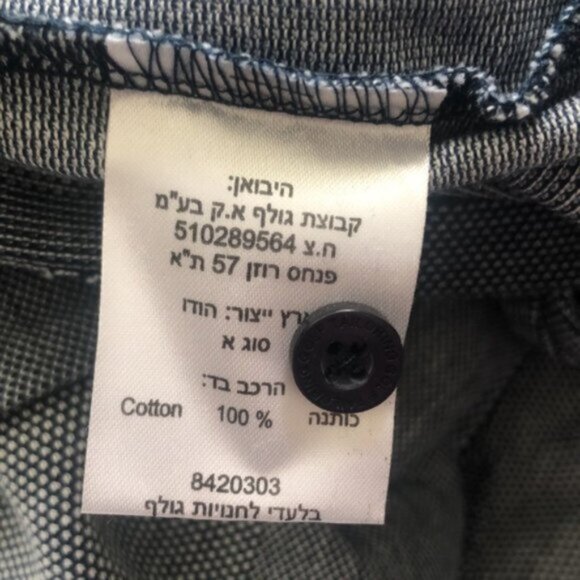 היבואן:
קבוצת גולף א.ק בע"מ
ח.צ 510289564
פנחס רוזן 57 ת"א
ארץ ייצור: הודו
סוג א
הרכב בד:
כותנה 100 % Cotton
8420303
בלעדי לחנויות גולף